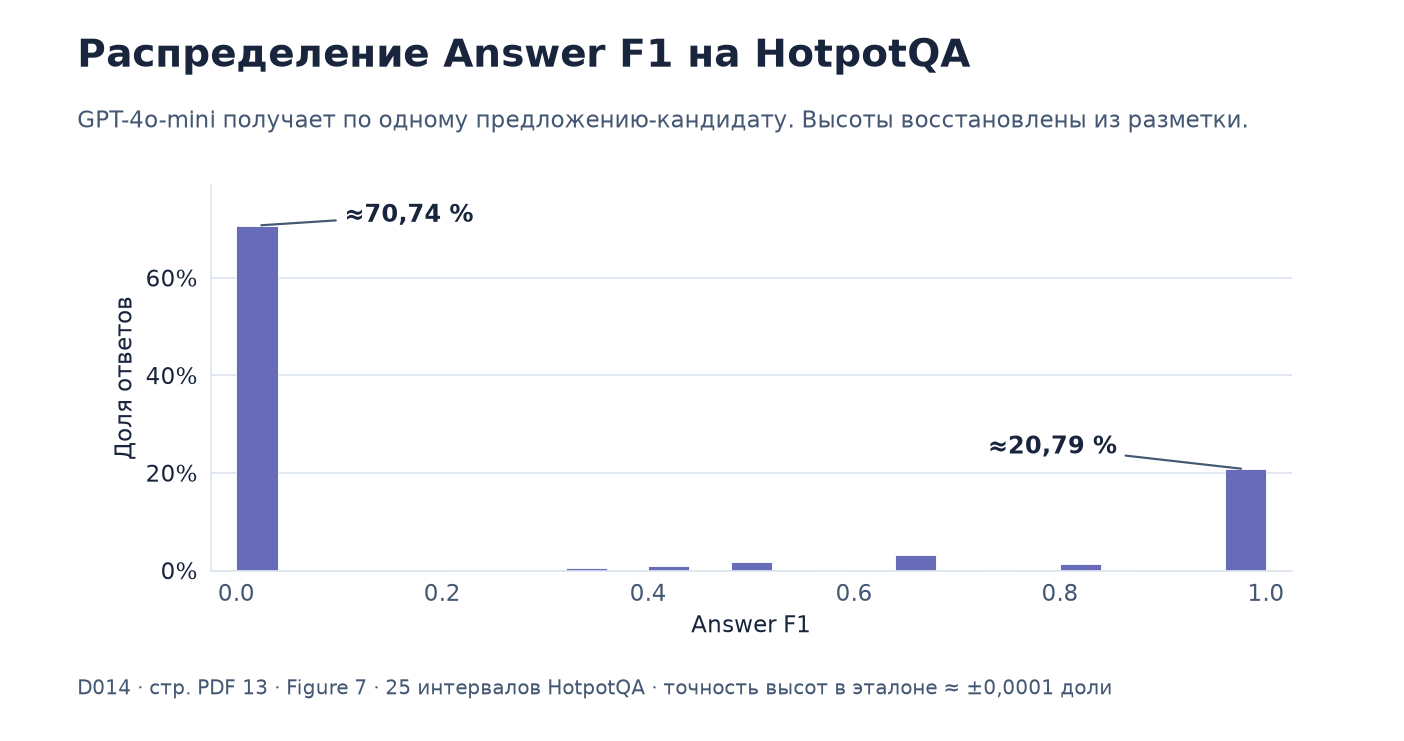 Распределение Answer F1 на HotpotQA
GPT-4o-mini получает по одному предложению-кандидату. Высоты восстановлены из разметки.
≈70,74 %
60%
40%
20%
0%
Доля ответов
≈20,79 %
0.0 0.2 0.4 0.6 0.8 1.0
Answer F1
D014 · стр. PDF 13 · Figure 7 · 25 интервалов HotpotQA · точность высот в эталоне ≈ ±0,0001 доли